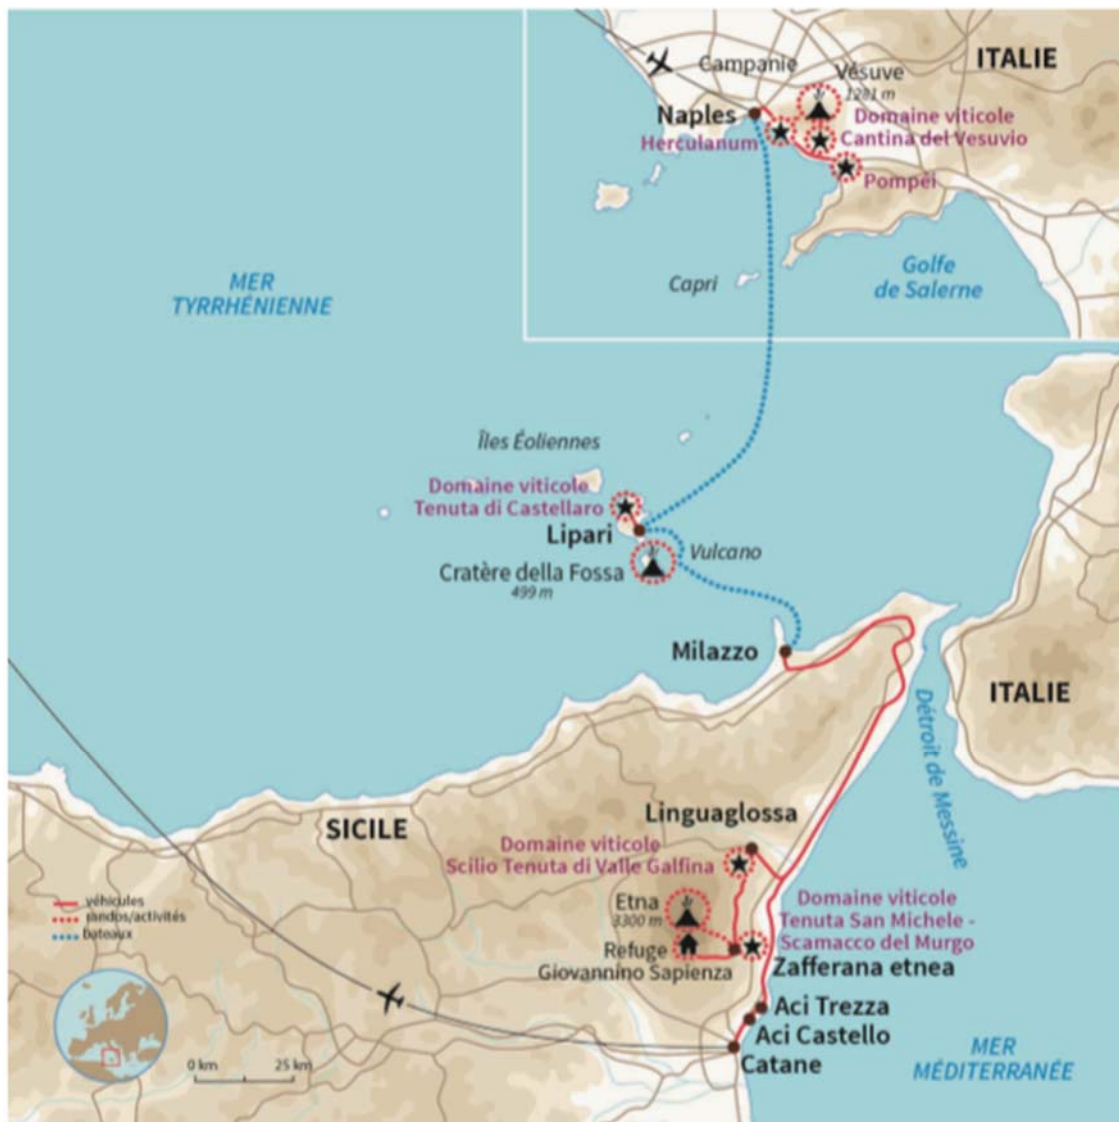 ITALIE
Campanie
Vésuve
1281 m
Naples
Domaine viticole
Cantina del Vesuvio
Herculanum
Pompéi
MER
TYRRHÉNIENNE
Capri
Golfe
de Salerne
Îles Éoliennes
Domaine viticole
Tenuta di Castellaro
Lipari
Vulcano
Cratère della Fossa
499 m
Milazzo
ITALIE
Détroit de Messine
Linguaglossa
SICILE
Domaine viticole
Scilio Tenuta di Valle Galfina
Etna
3300 m
Domaine viticole
Tenuta San Michele -
Scamacco del Murgo
Refuge
Giovannino Sapienza
Zafferana etnea
véhicules
randos/activités
bateaux
Aci Trezza
Aci Castello
Catane
0 km 25 km
MER
MÉDITERRANÉE